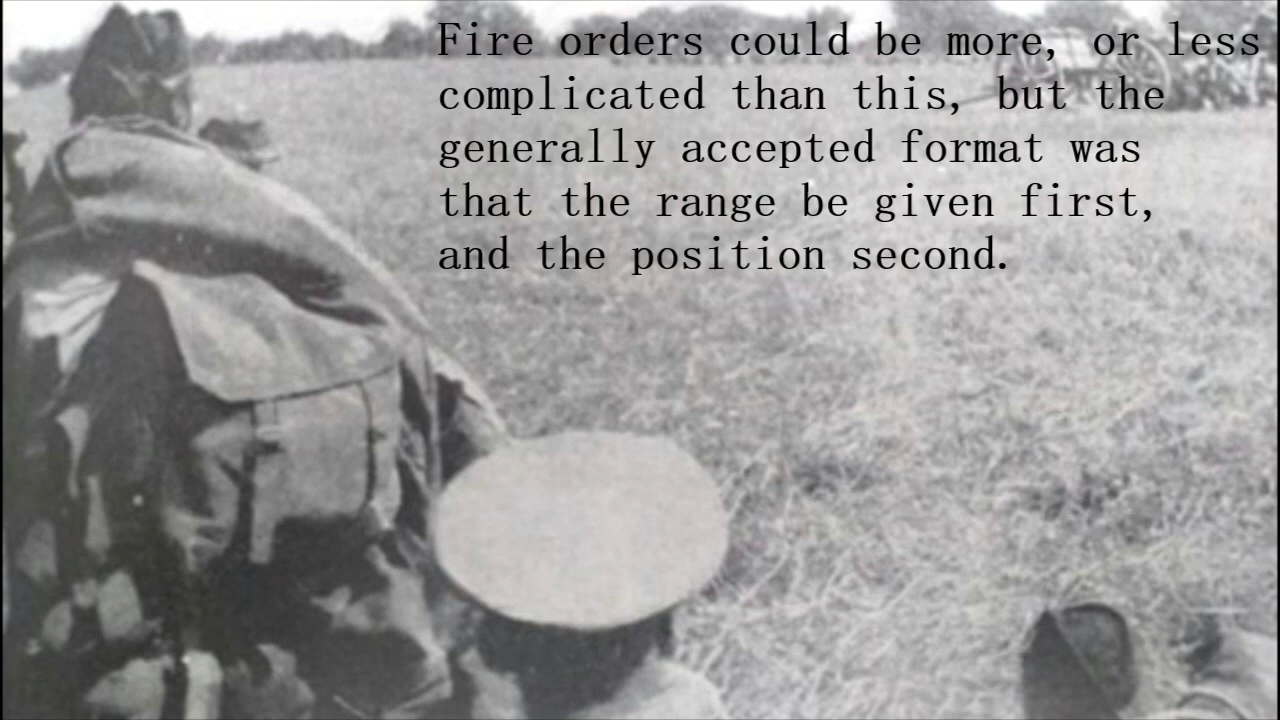 Fire orders could be more, or less
complicated than this, but the
generally accepted format was
that the range be given first,
and the position second.